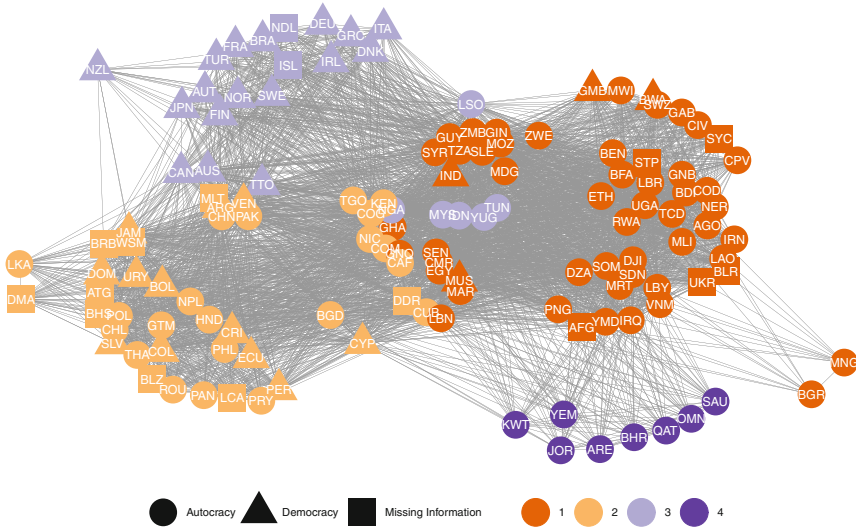 DEU
ITA
NDL
GRC
BRA
FRA
DNK
TUR
IRL
ISL
NZL
AUT
NOR
SWE
JPN
FIN
LSO
CAN
AUS
TTO
GMB
MWI
BWA
SWZ
GAB
CIV
SYC
CPV
ZMB
GIN
GUY
MOZ
ZWE
SYR
TZA
SLE
IND
MDG
BEN
STP
BFA
LBR
GNB
ETH
BDI
COD
UGA
TCD
NER
RWA
AGO
MLI
IRN
MLT
VEN
ARG
CHN
PAK
TGO
KEN
COG
UGA
GHA
MYS
IDN
YUG
TUN
NIC
COM
GNQ
CAF
SEN
CMR
EGY
MUS
MAR
JAM
BRB
WSM
LKA
DMA
DOM
URY
BOL
ATG
NPL
BHS
POL
HND
CHL
GTM
CRI
SLV
THA
COL
PHL
ECU
BLZ
ROU
PAN
LCA
PRY
PER
BGD
CYP
DDR
CUB
LBN
DZA
SOM
DJI
SDN
MRT
LBY
VNM
UKR
LAO
BLR
PNG
AFG
YMD
IRQ
MNG
BGR
KWT
YEM
JOR
ARE
BHR
QAT
OMN
SAU
Autocracy
Democracy
Missing Information
1
2
3
4